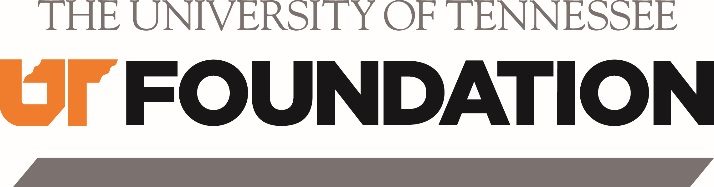 THE UNIVERSITY OF TENNESSEE
UT FOUNDATION